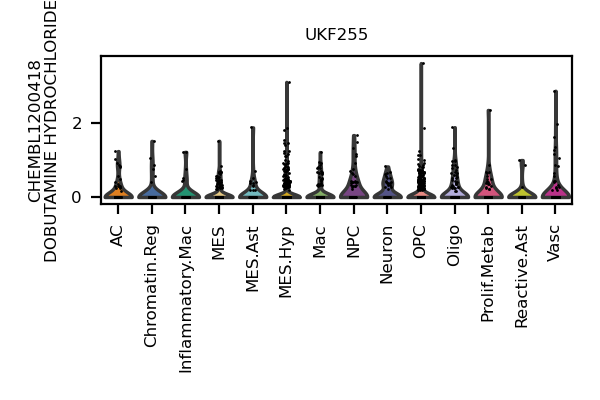 UKF255
CHEMBL1200418
DOBUTAMINE HYDROCHLORIDE
2
0
AC
Chromatin.Reg
Inflammatory.Mac
MES
MES.Ast
MES.Hyp
Mac
NPC
Neuron
OPC
Oligo
Prolif.Metab
Reactive.Ast
Vasc